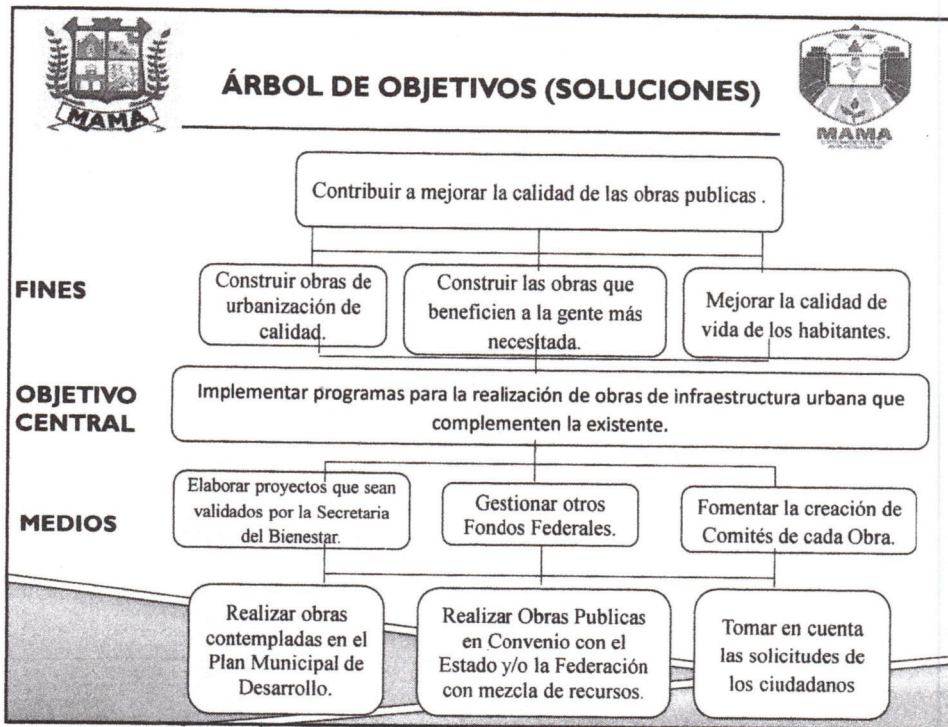 MAMA
ÁRBOL DE OBJETIVOS (SOLUCIONES)
MAMA
Contribuir a mejorar la calidad de las obras publicas .
FINES
Construir obras de
urbanización de
calidad.
Construir las obras que
beneficien a la gente más
necesitada.
Mejorar la calidad de
vida de los habitantes.
OBJETIVO
CENTRAL
Implementar programas para la realización de obras de infraestructura urbana que
complementen la existente.
MEDIOS
Elaborar proyectos que sean
validados por la Secretaria
del Bienestar.
Gestionar otros
Fondos Federales.
Fomentar la creación de
Comités de cada Obra.
Realizar obras
contempladas en el
Plan Municipal de
Desarrollo.
Realizar Obras Publicas
en Convenio con el
Estado y/o la Federación
con mezcla de recursos.
Tomar en cuenta
las solicitudes de
los ciudadanos